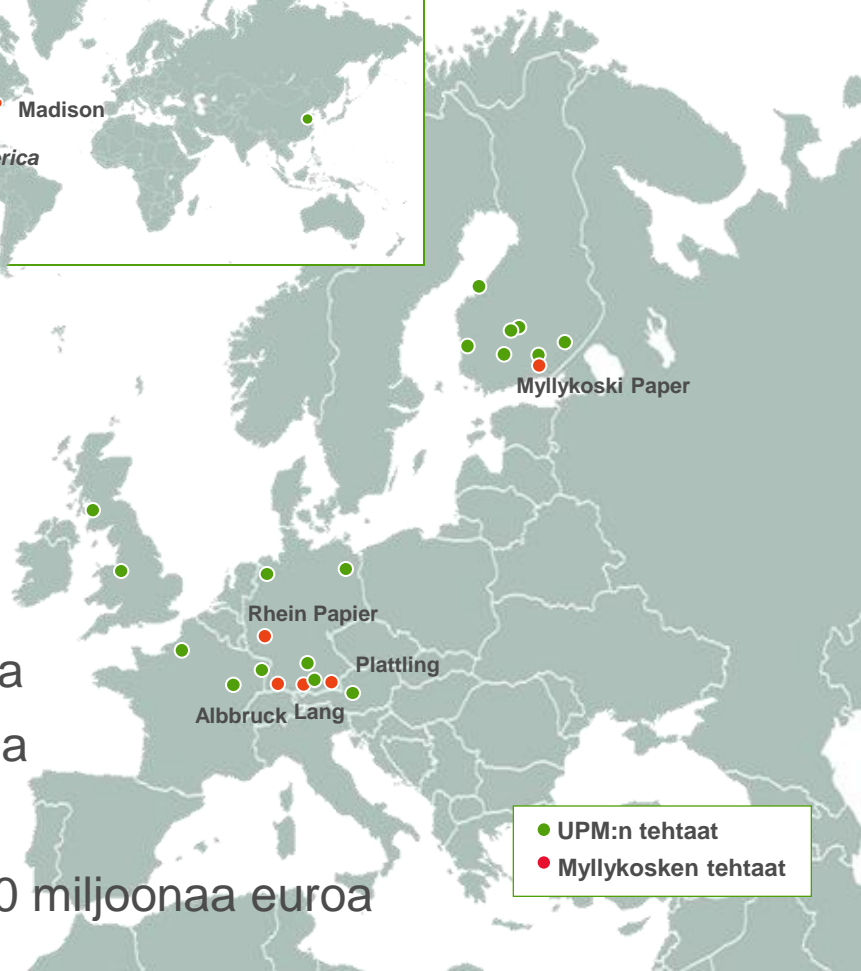 Madison
erica
Myllykoski Paper
Rhein Papier
Plattling
Albbruck
Lang
a
a
UPM:n tehtaat
Myllykosken tehtaat
0 miljoonaa euroa